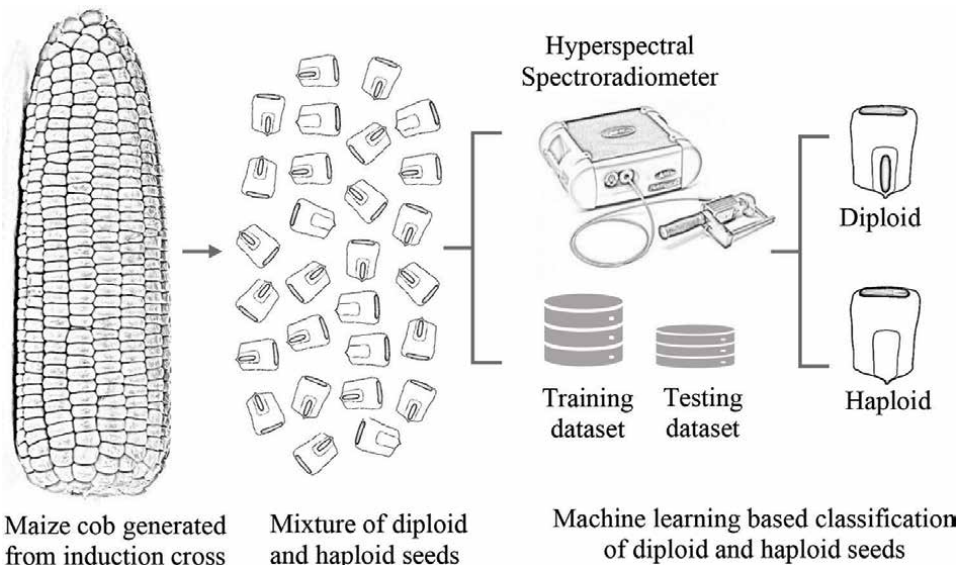 Hyperspectral
Spectroradiometer
Diploid
Haploid
Training
dataset
Testing
dataset
Maize cob generated
from induction cross
Mixture of diploid
and haploid seeds
Machine learning based classification
of diploid and haploid seeds